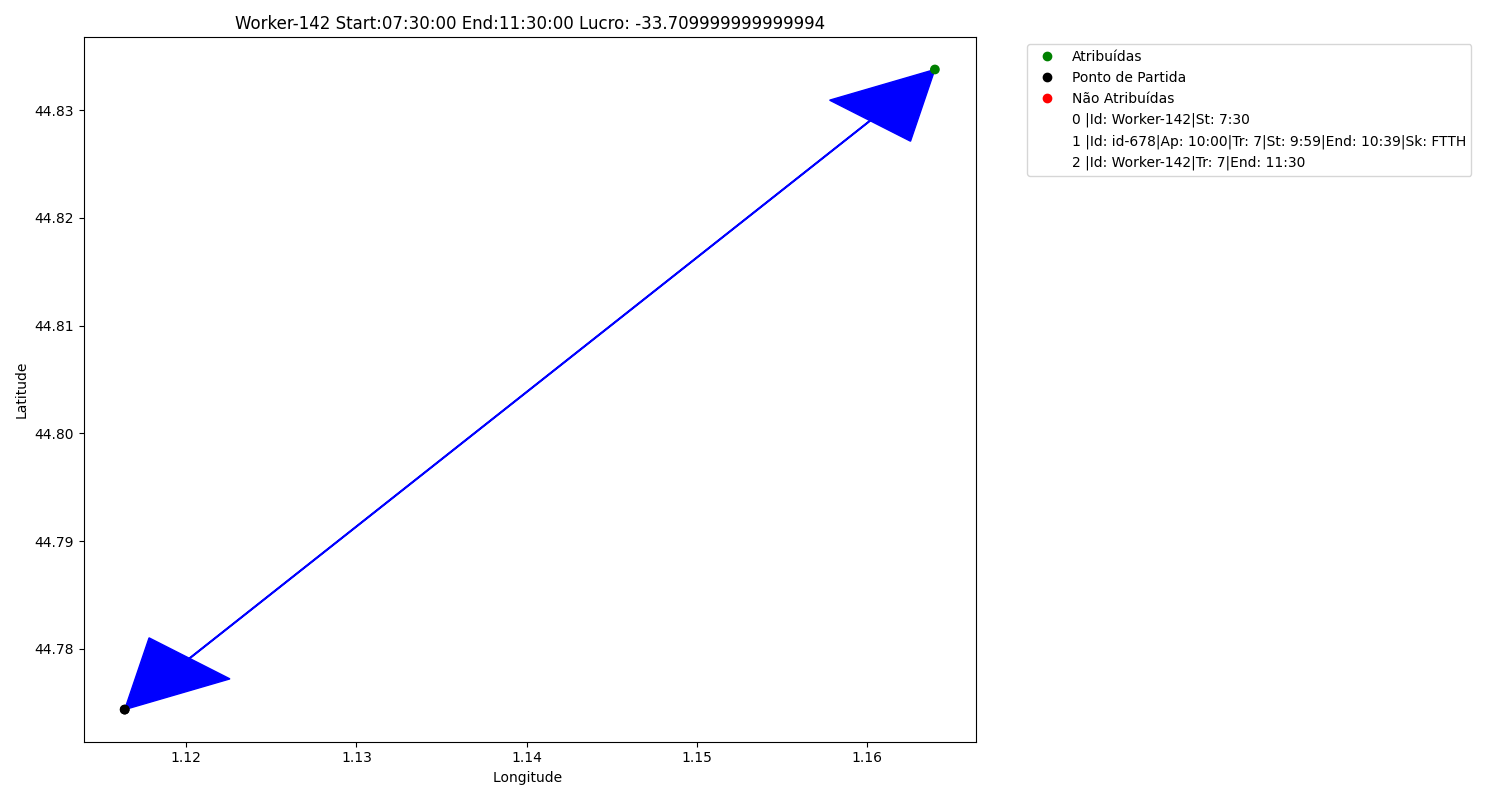 Worker-142 Start:07:30:00 End:11:30:00 Lucro: -33.709999999999994
Atribuídas
Ponto de Partida
Não Atribuídas
0 |Id: Worker-142|St: 7:30
1 |Id: id-678|Ap: 10:00|Tr: 7|St: 9:59|End: 10:39|Sk: FTTH
2 |Id: Worker-142|Tr: 7|End: 11:30
Latitude
44.83
44.82
44.81
44.80
44.79
44.78
1.12 1.13 1.14 1.15 1.16
Longitude